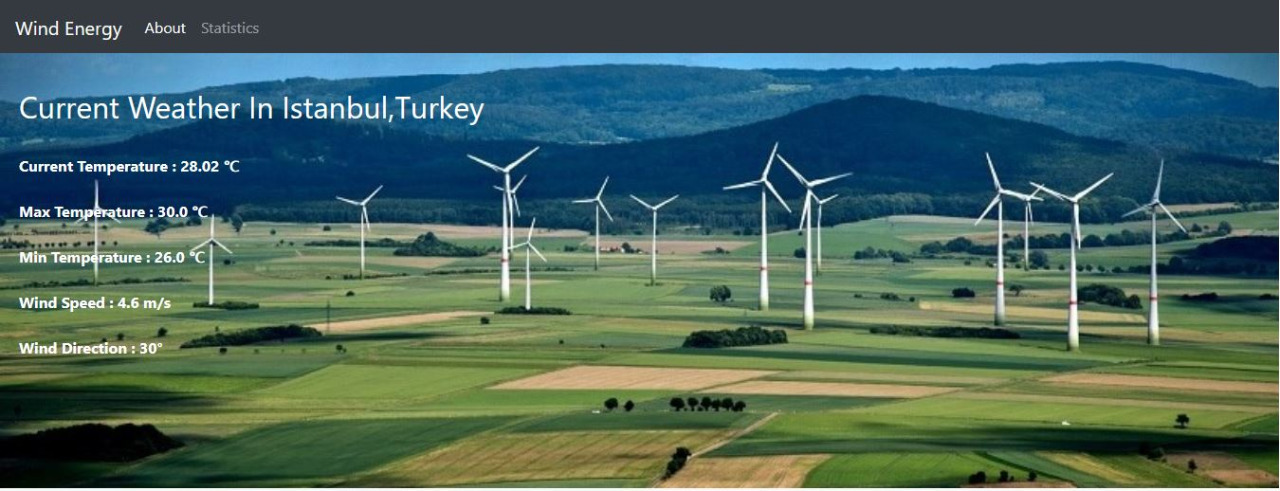 Wind Energy About Statistics
Current Weather In Istanbul,Turkey
Current Temperature : 28.02 ℃
Max Temperature : 30.0 ℃
Min Temperature : 26.0 ℃
Wind Speed : 4.6 m/s
Wind Direction : 30°